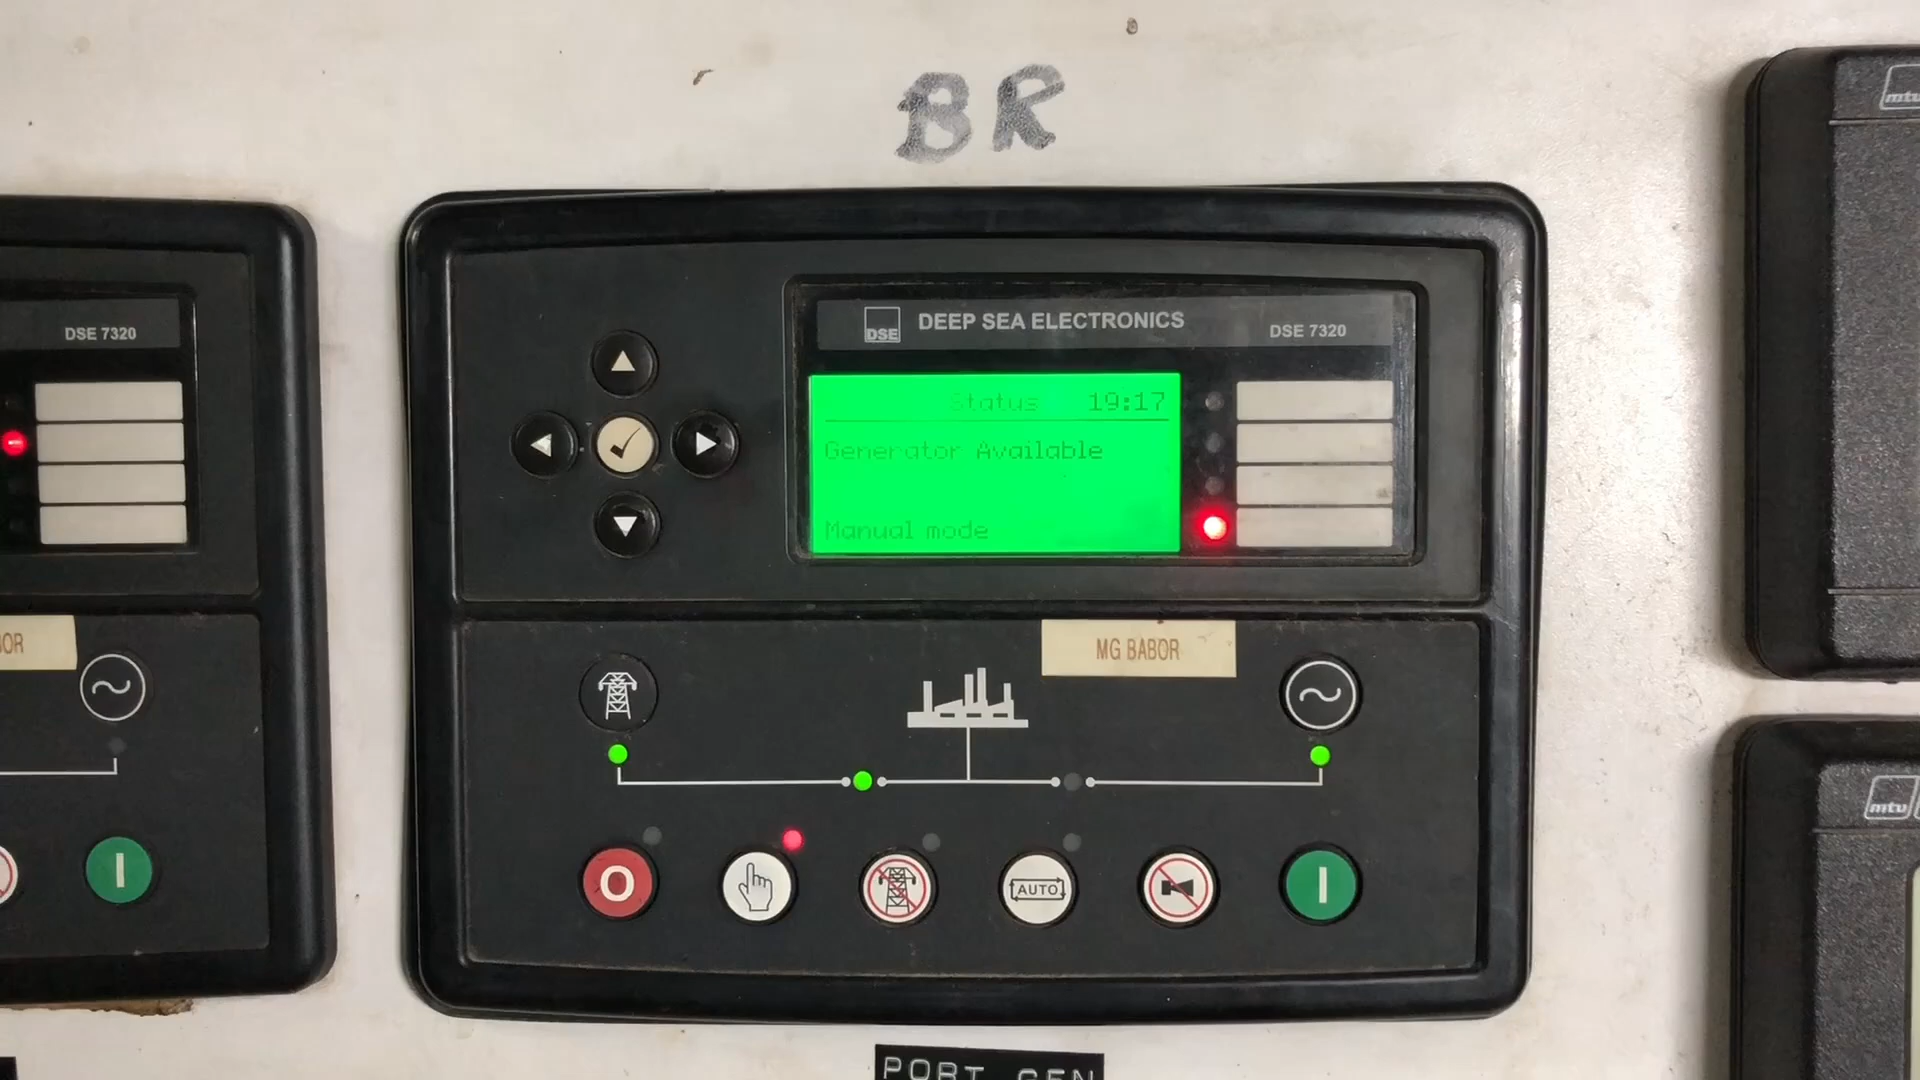 BR
mtu
DSE 7320
DSE
DEEP SEA ELECTRONICS
DSE 7320
Status 19:17
Generator Available
Manual mode
MG BABOR
O
AUTO
I
I
mtu
PORT GEN